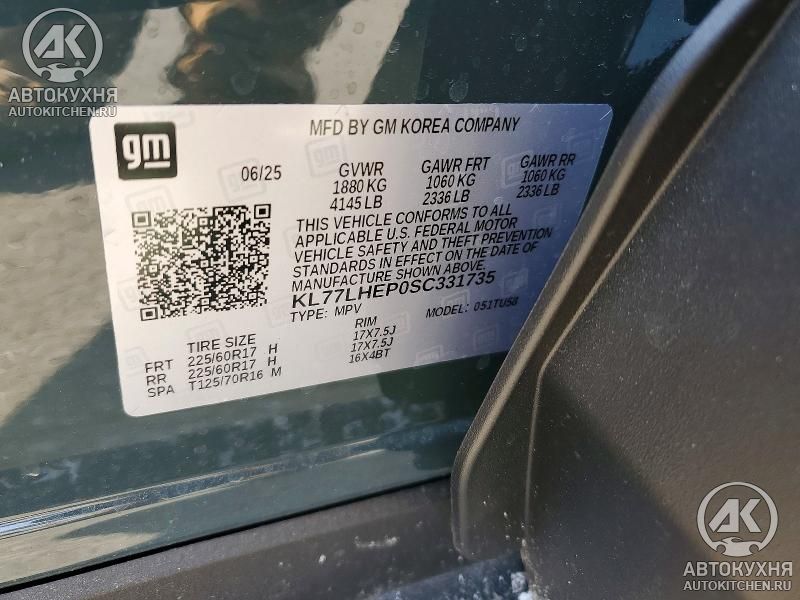 AK
АВТОКУХНЯ
AUTOKITCHEN.RU
gm
MFD BY GM KOREA COMPANY
06/25 GVWR GAWR FRT GAWR RR
1880 KG 1060 KG 1060 KG
4145 LB 2336 LB 2336 LB
THIS VEHICLE CONFORMS TO ALL
APPLICABLE U.S. FEDERAL MOTOR
VEHICLE SAFETY AND THEFT PREVENTION
STANDARDS IN EFFECT ON THE DATE OF
MANUFACTURE SHOWN ABOVE.
KL77LHEP0SC331735
TYPE: MPV MODEL: 051TU58
TIRE SIZE RIM
FRT 225/60R17 H 17X7.5J
RR 225/60R17 H 17X7.5J
SPA T125/70R16 M 16X4BT
AK
АВТОКУХНЯ
AUTOKITCHEN.RU